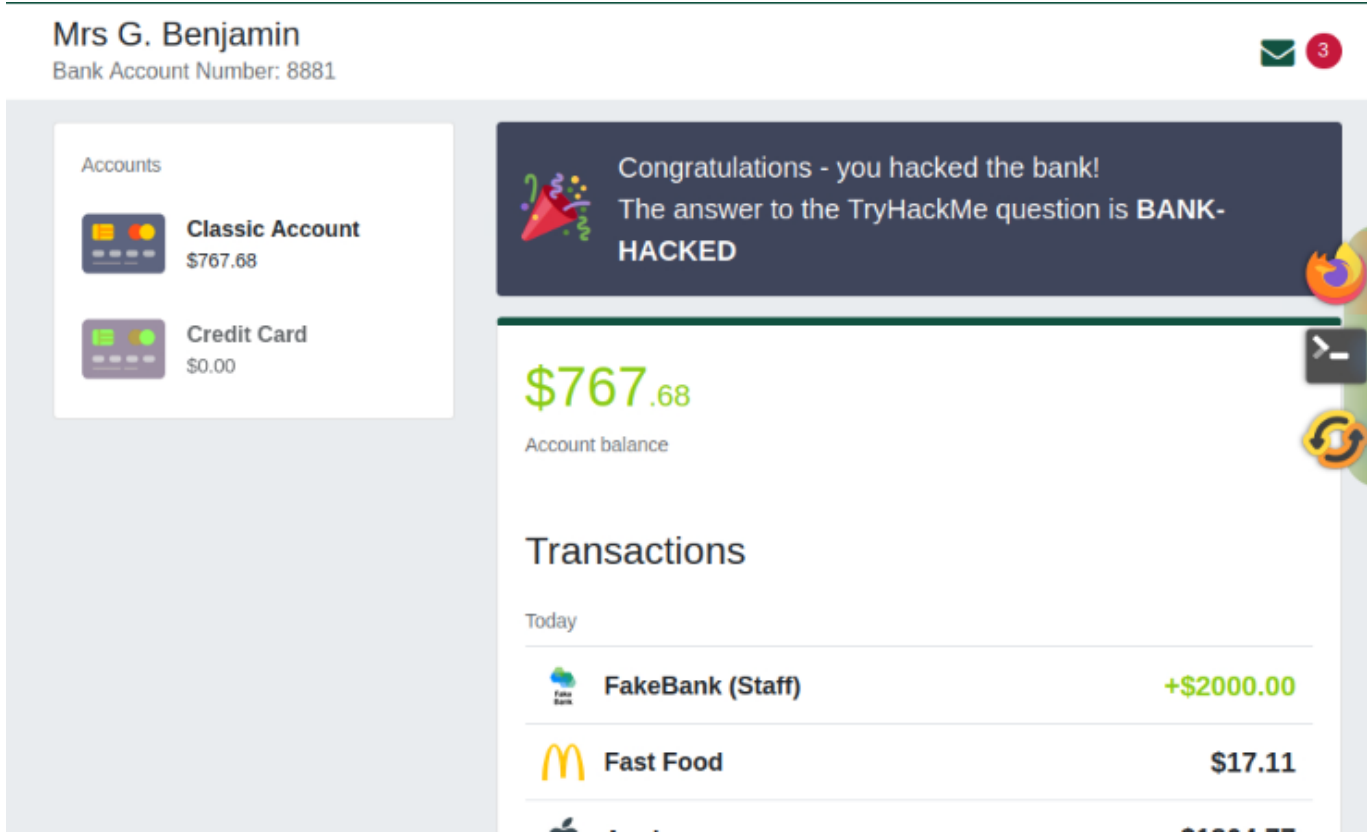 Mrs G. Benjamin
Bank Account Number: 8881
3
Accounts
Classic Account
$767.68
Credit Card
$0.00
Congratulations - you hacked the bank!
The answer to the TryHackMe question is BANK-
HACKED
$767.68
Account balance
Transactions
Today
Fake
Bank
FakeBank (Staff)
+$2000.00
Fast Food
$17.11